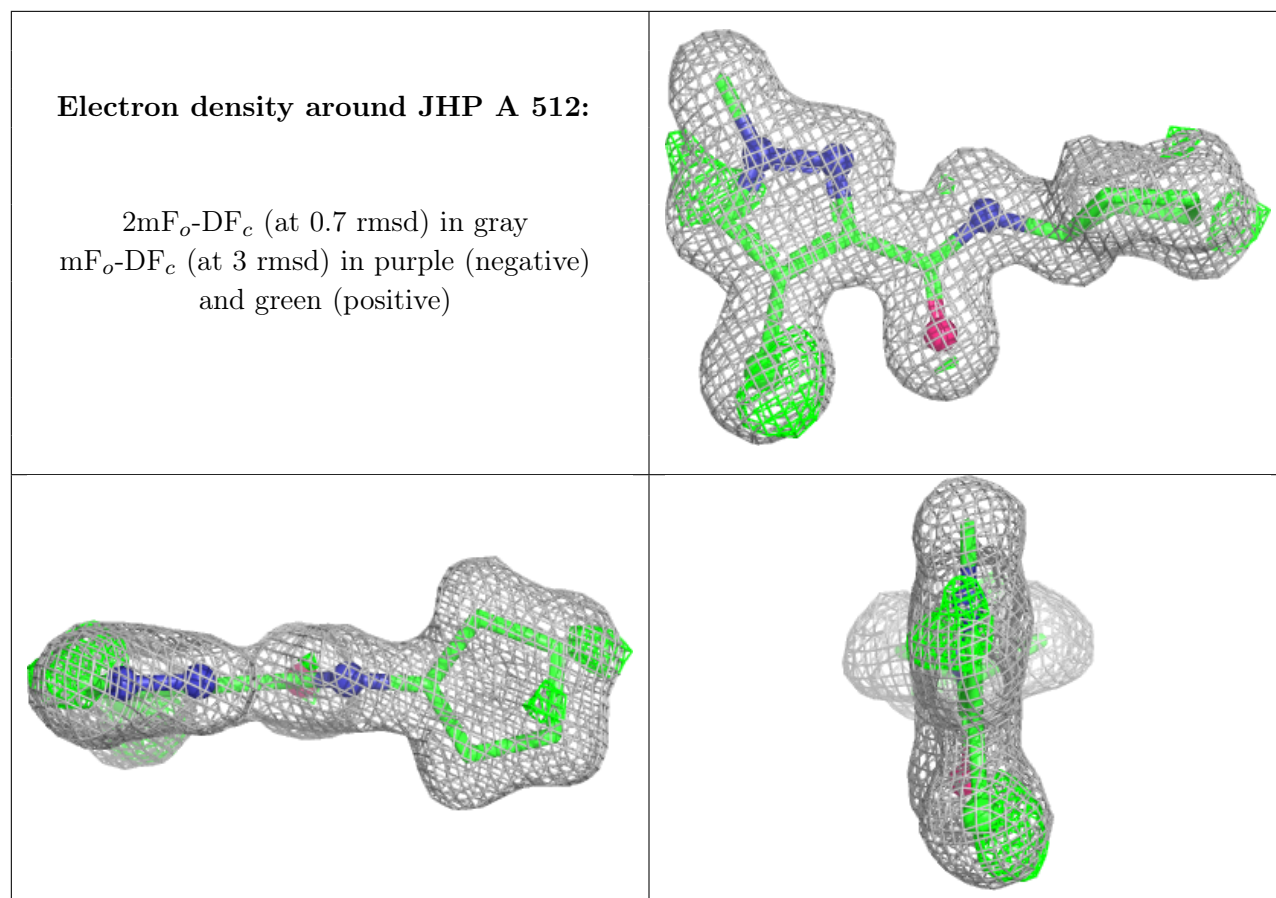 Electron density around JHP A 512:
2mFo-DFc (at 0.7 rmsd) in gray
mFo-DFc (at 3 rmsd) in purple (negative)
and green (positive)